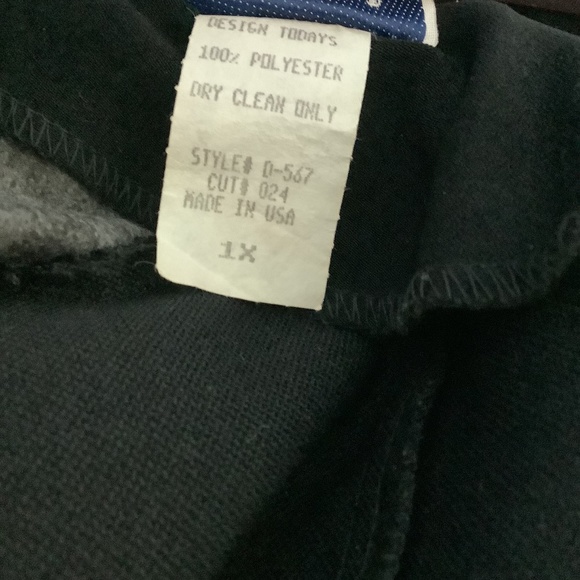 DESIGN TODAYS
100% POLYESTER
DRY CLEAN ONLY
STYLE# D-567
CUT# 024
MADE IN USA
1X